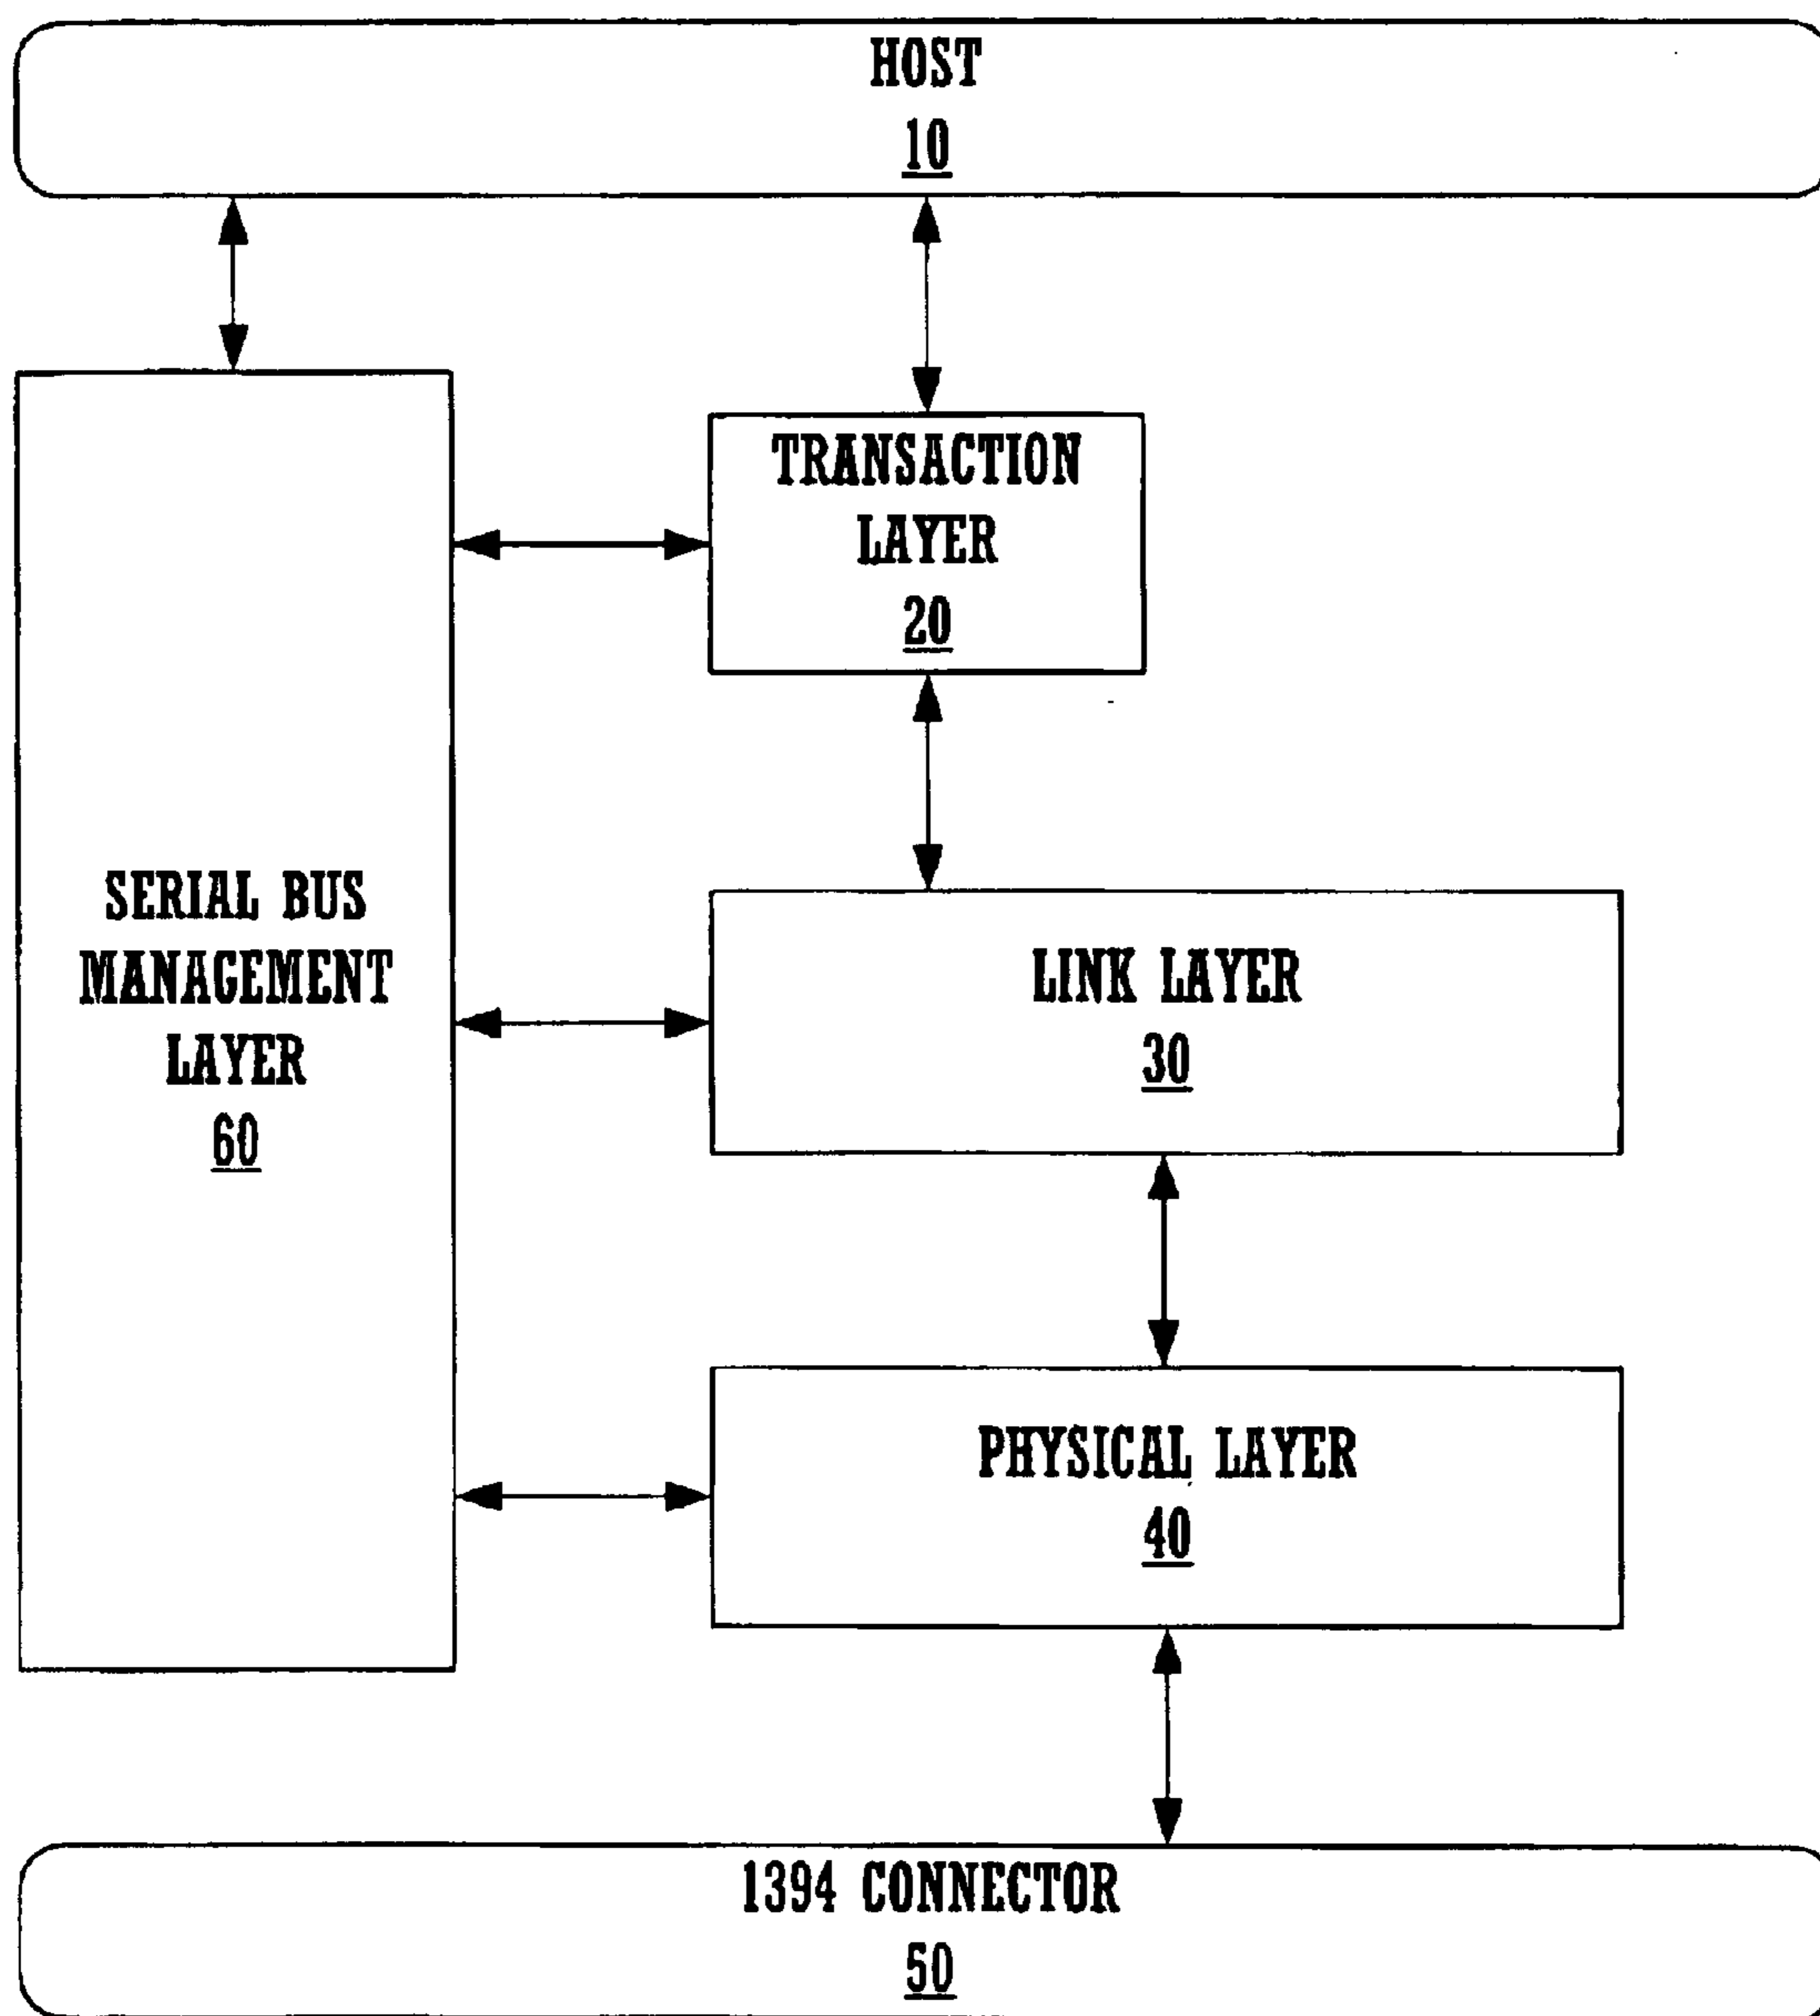 HOST
10
TRANSACTION
LAYER
20
SERIAL BUS
MANAGEMENT
LAYER
60
LINK LAYER
30
PHYSICAL LAYER
40
1394 CONNECTOR
50